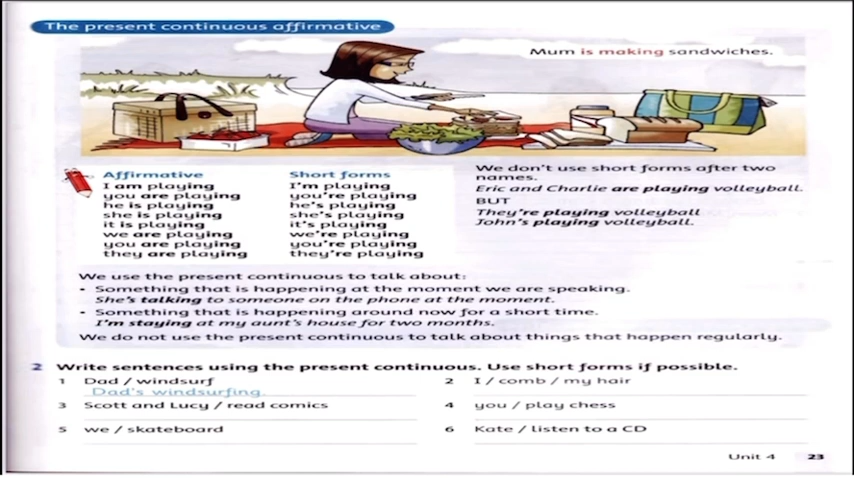 The present continuous affirmative
Mum is making sandwiches.
Affirmative
I am playing
you are playing
he is playing
she is playing
it is playing
we are playing
you are playing
they are playing
Short forms
I'm playing
you're playing
he's playing
she's playing
it's playing
we're playing
you're playing
they're playing
We don't use short forms after two
names.
Eric and Charlie are playing volleyball.
BUT
They're playing volleyball
John's playing volleyball.
We use the present continuous to talk about:
• Something that is happening at the moment we are speaking.
She's talking to someone on the phone at the moment.
• Something that is happening around now for a short time.
I'm staying at my aunt's house for two months.
We do not use the present continuous to talk about things that happen regularly.
2 Write sentences using the present continuous. Use short forms if possible.
1 Dad / windsurf
Dad's windsurfing.
2 I / comb / my hair
3 Scott and Lucy / read comics
4 you / play chess
5 we / skateboard
6 Kate / listen to a CD
Unit 4 23